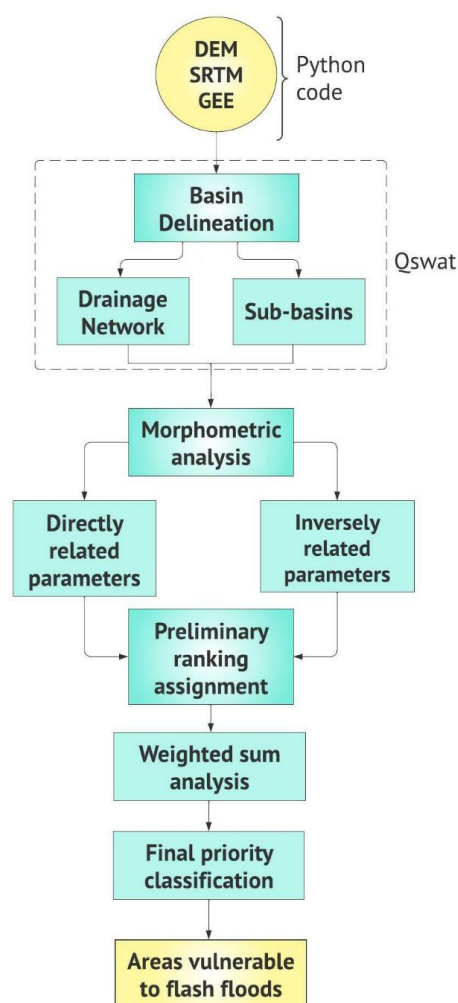 DEM
SRTM
GEE
Python
code
Basin
Delineation
Qswat
Drainage
Network
Sub-basins
Morphometric
analysis
Directly
related
parameters
Inversely
related
parameters
Preliminary
ranking
assignment
Weighted sum
analysis
Final priority
classification
Areas vulnerable
to flash floods